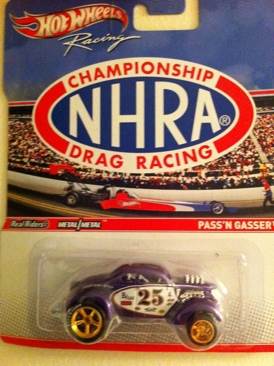 HOT WHEELS
Racing
CHAMPIONSHIP
NHRA®
DRAG RACING
Real Riders METAL/METAL PASS'N GASSER
25